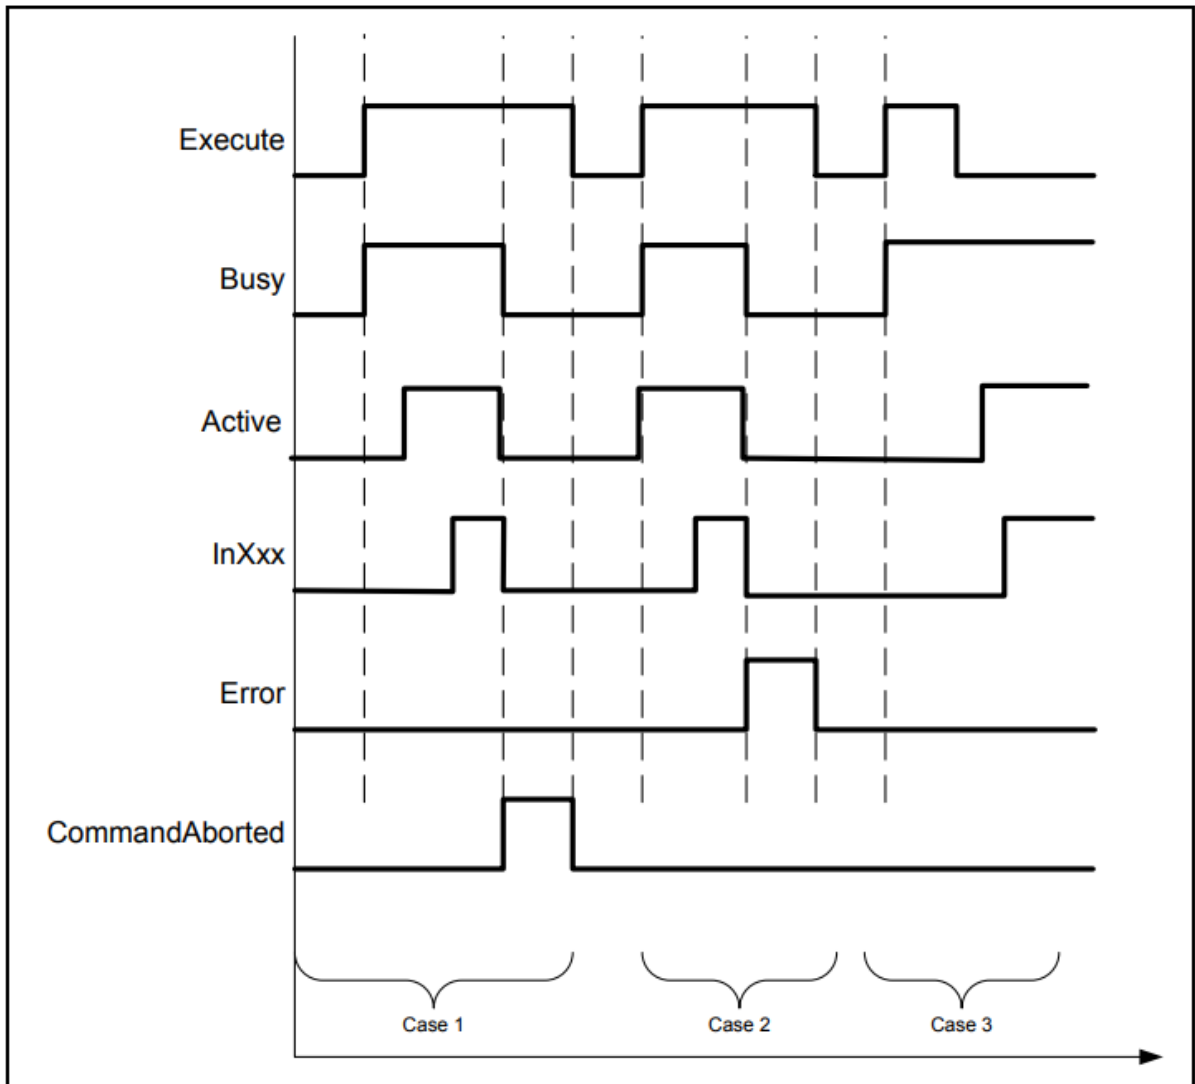 Execute
Busy
Active
InXxx
Error
CommandAborted
Case 1
Case 2
Case 3